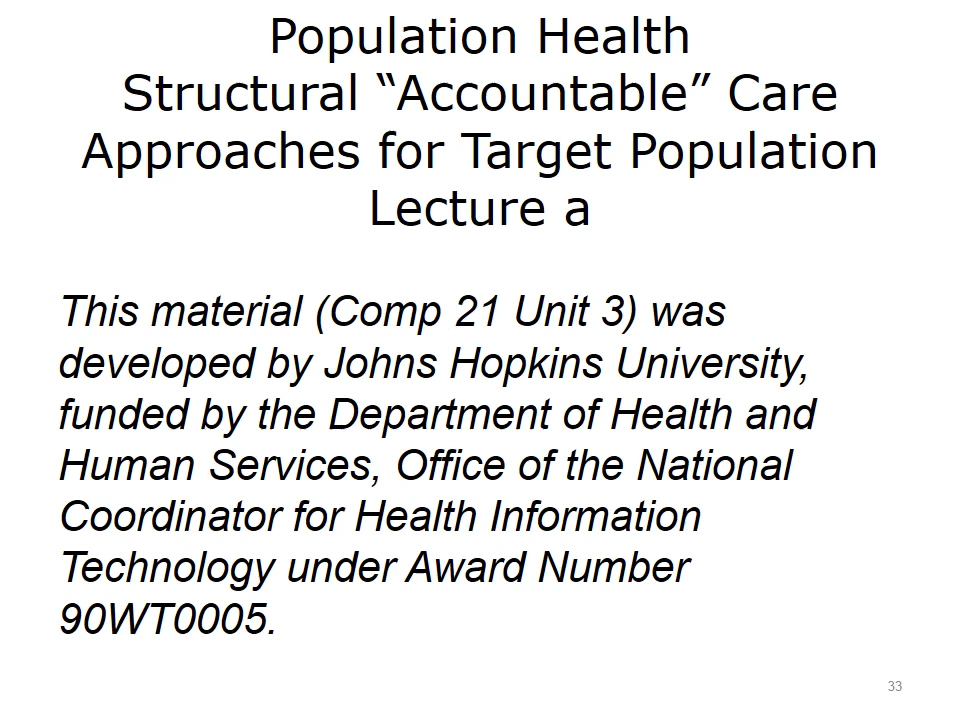 Population Health
Structural “Accountable” Care
Approaches for Target Population
Lecture a
This material (Comp 21 Unit 3) was
developed by Johns Hopkins University,
funded by the Department of Health and
Human Services, Office of the National
Coordinator for Health Information
Technology under Award Number
90WT0005.
33